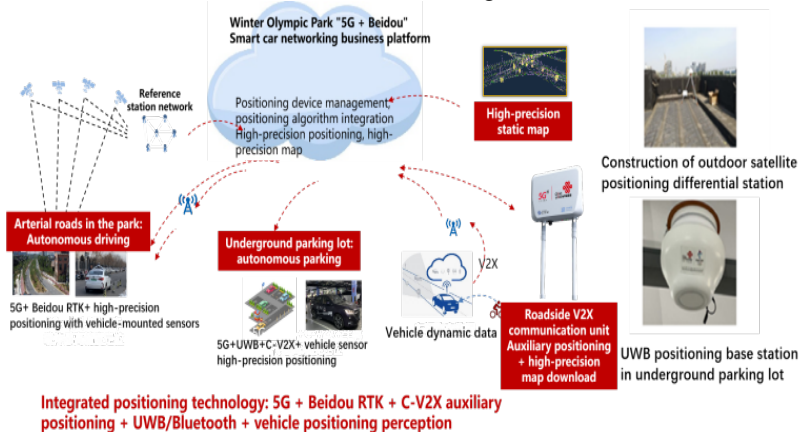 Winter Olympic Park "5G + Beidou"
Smart car networking business platform
Reference
station network
Positioning device management,
positioning algorithm integration
High-precision positioning, high-
precision map
High-precision
static map
Construction of outdoor satellite
positioning differential station
Arterial roads in the park:
Autonomous driving
5G+ Beidou RTK+ high-precision
positioning with vehicle-mounted sensors
Underground parking lot:
autonomous parking
5G+UWB+C-V2X+ vehicle sensor
high-precision positioning
V2X
Vehicle dynamic data
5G
Roadside V2X
communication unit
Auxiliary positioning
+ high-precision
map download
UWB positioning base station
in underground parking lot
Integrated positioning technology: 5G + Beidou RTK + C-V2X auxiliary
positioning + UWB/Bluetooth + vehicle positioning perception